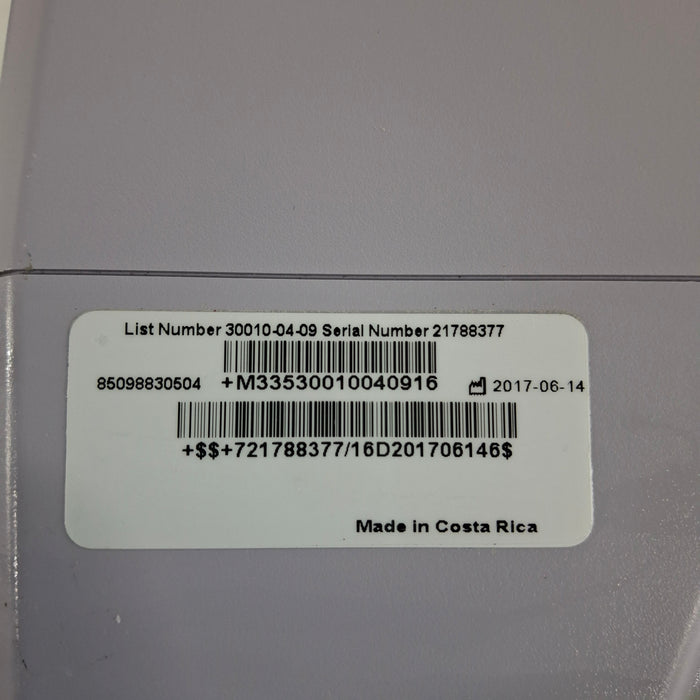 List Number 30010-04-09 Serial Number 21788377
85098830504 +M33530010040916 2017-06-14
+$$+721788377/16D201706146$
Made in Costa Rica